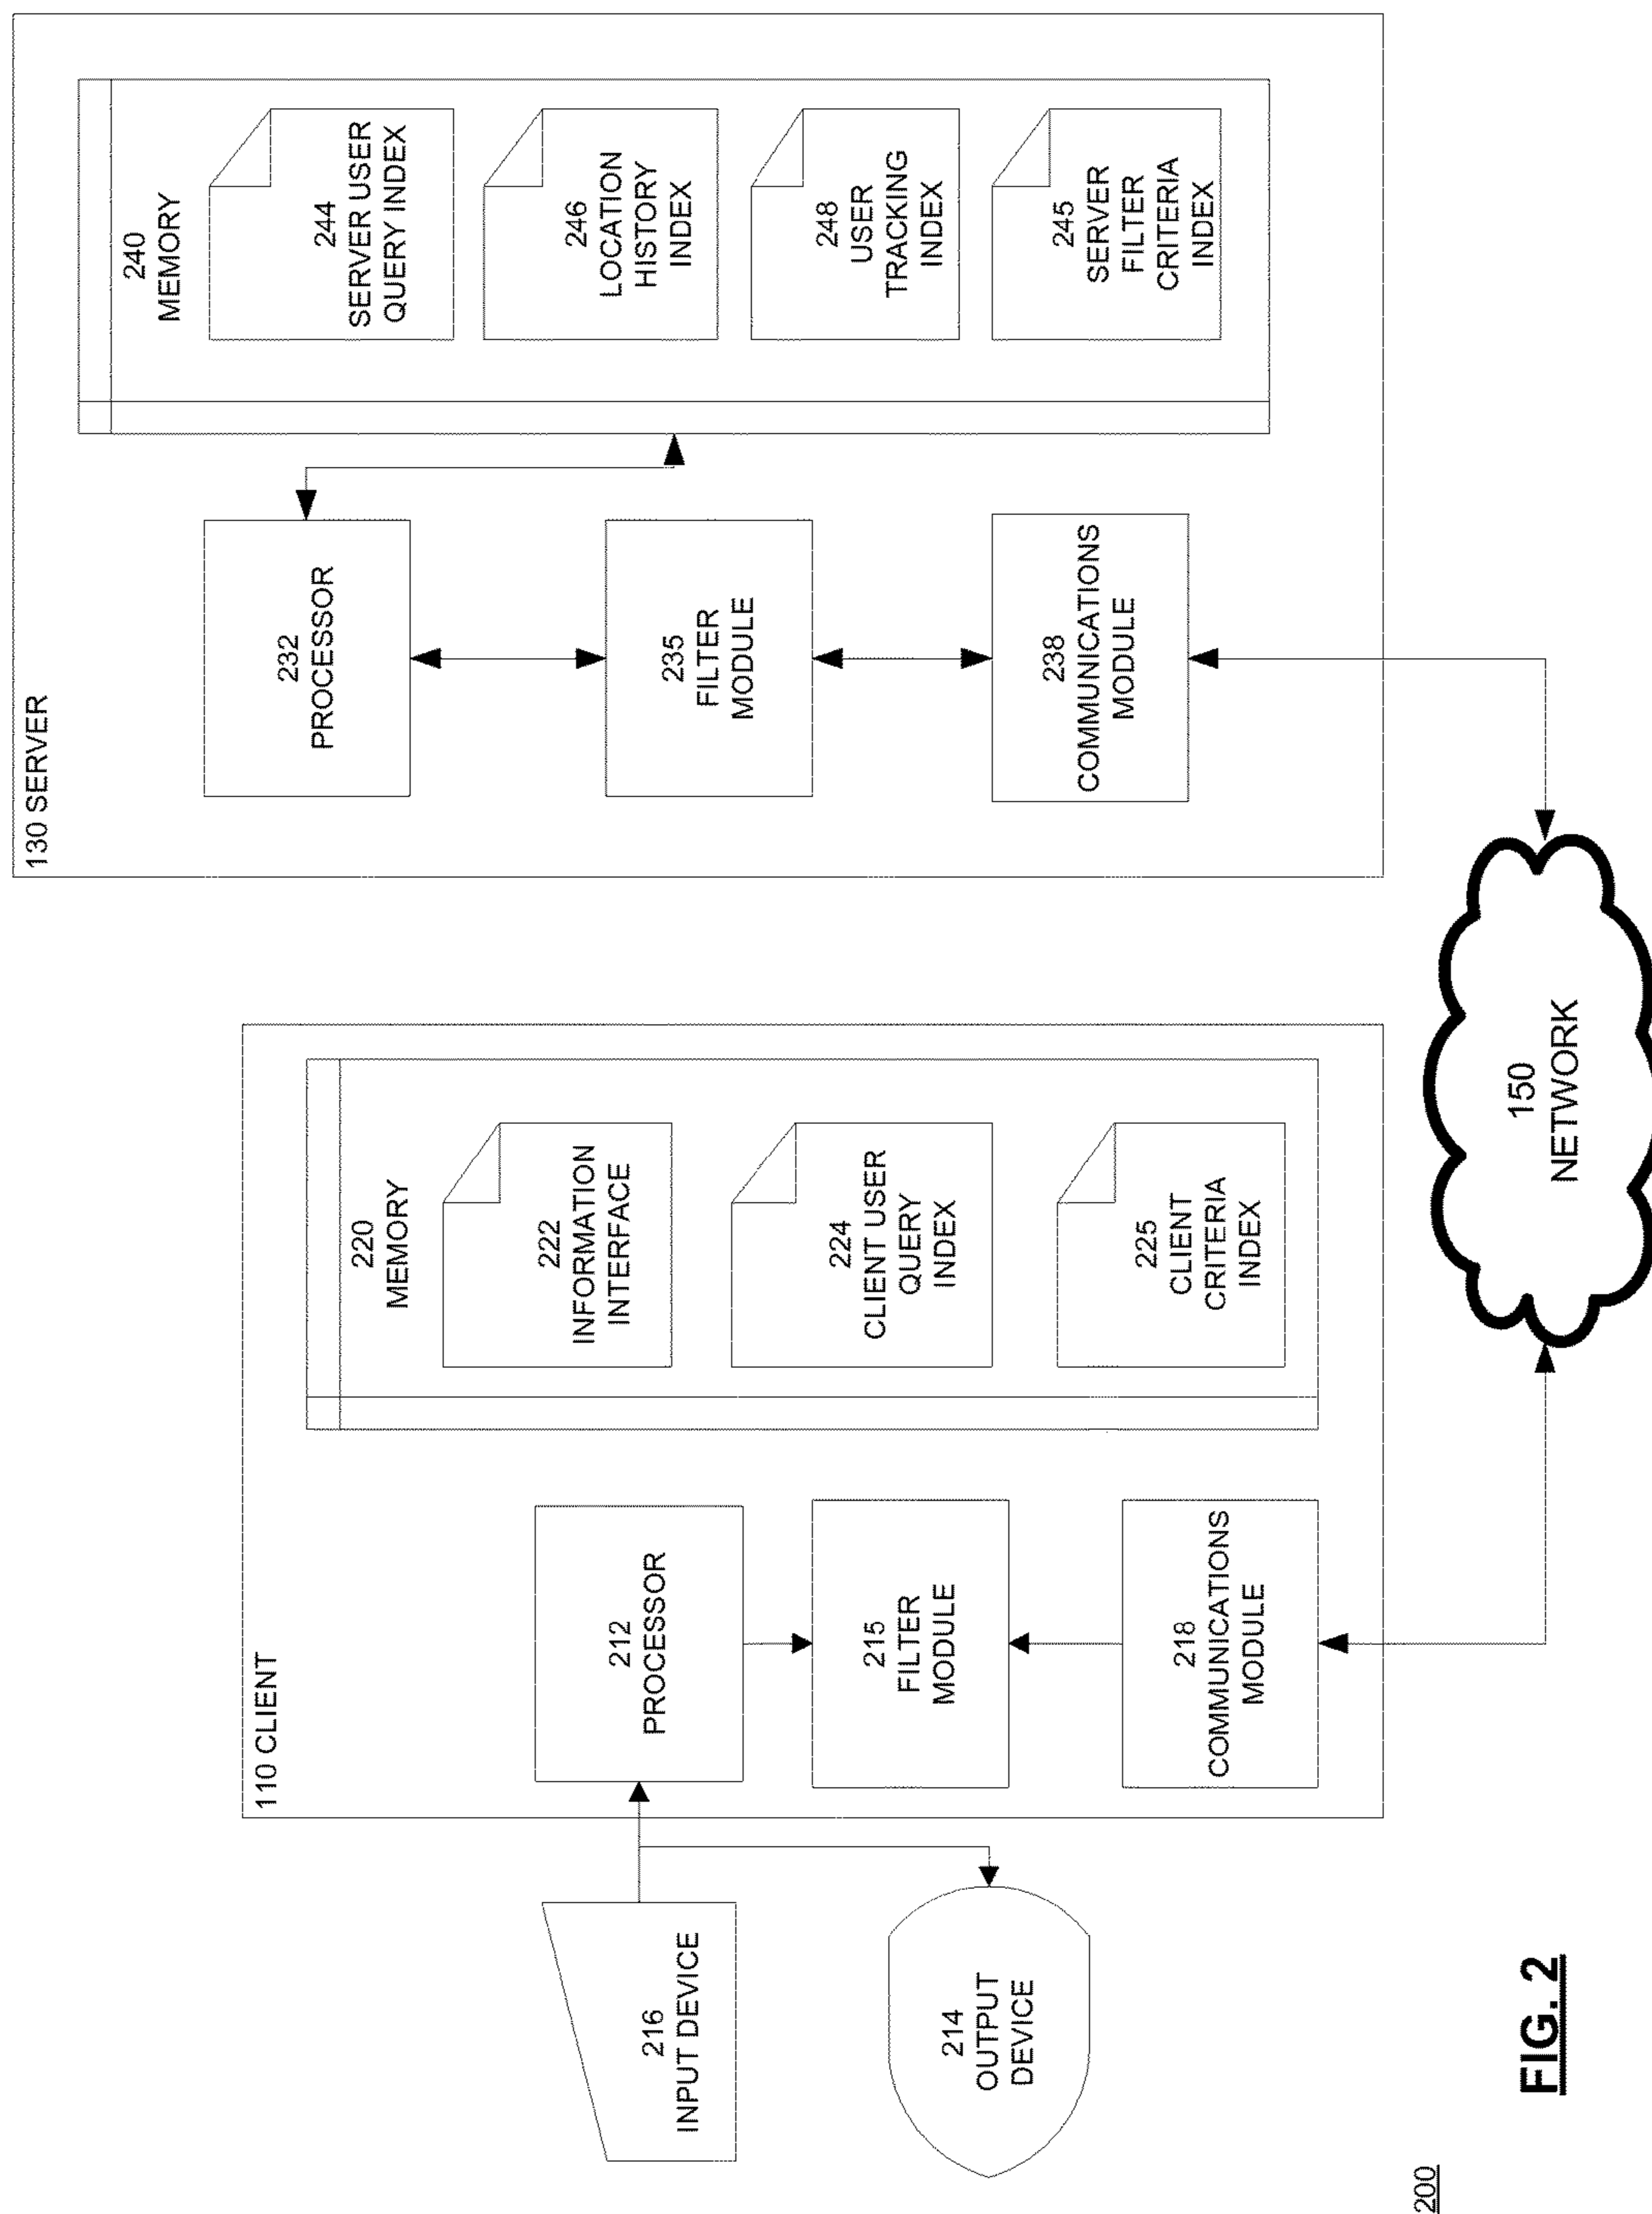 110 CLIENT
216
INPUT DEVICE
214
OUTPUT
DEVICE
212
PROCESSOR
215
FILTER
MODULE
218
COMMUNICATIONS
MODULE
220
MEMORY
222
INFORMATION
INTERFACE
224
CLIENT USER
QUERY
INDEX
225
CLIENT
CRITERIA
INDEX
150
NETWORK
130 SERVER
232
PROCESSOR
235
FILTER
MODULE
238
COMMUNICATIONS
MODULE
240
MEMORY
244
SERVER USER
QUERY INDEX
246
LOCATION
HISTORY
INDEX
248
USER
TRACKING
INDEX
245
SERVER
FILTER
CRITERIA
INDEX
200
FIG. 2